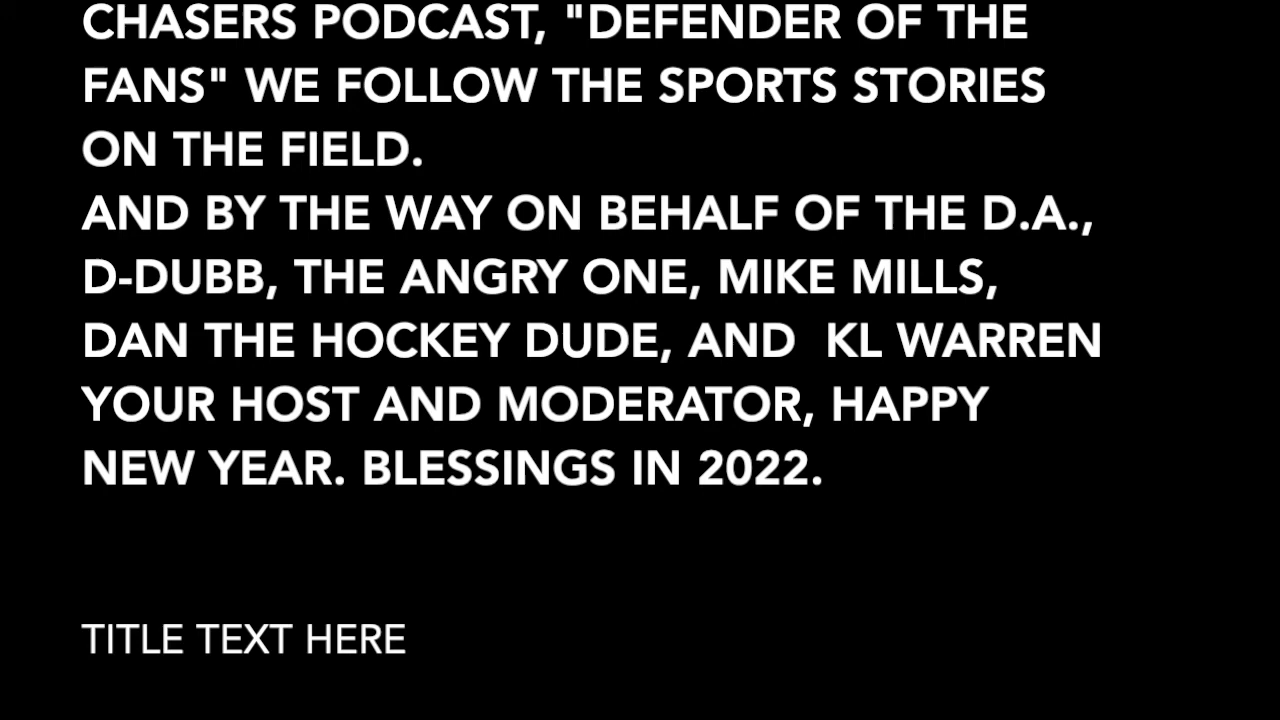 CHASERS PODCAST, "DEFENDER OF THE
FANS" WE FOLLOW THE SPORTS STORIES
ON THE FIELD.
AND BY THE WAY ON BEHALF OF THE D.A.,
D-DUBB, THE ANGRY ONE, MIKE MILLS,
DAN THE HOCKEY DUDE, AND  KL WARREN
YOUR HOST AND MODERATOR, HAPPY
NEW YEAR. BLESSINGS IN 2022.
TITLE TEXT HERE